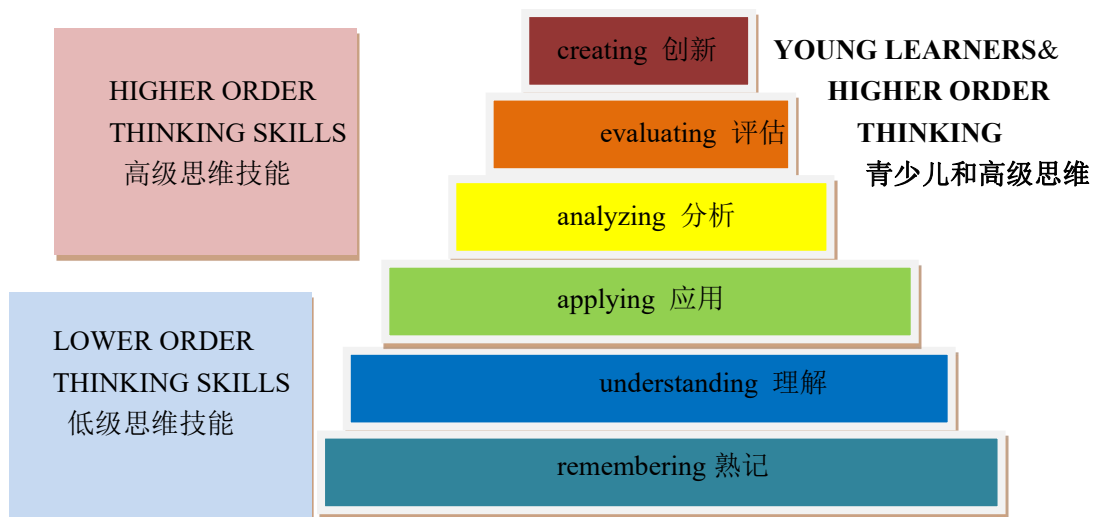 HIGHER ORDER
THINKING SKILLS
高级思维技能
LOWER ORDER
THINKING SKILLS
低级思维技能
creating 创新
evaluating 评估
analyzing 分析
applying 应用
understanding 理解
remembering 熟记
YOUNG LEARNERS&
HIGHER ORDER
THINKING
青少儿和高级思维